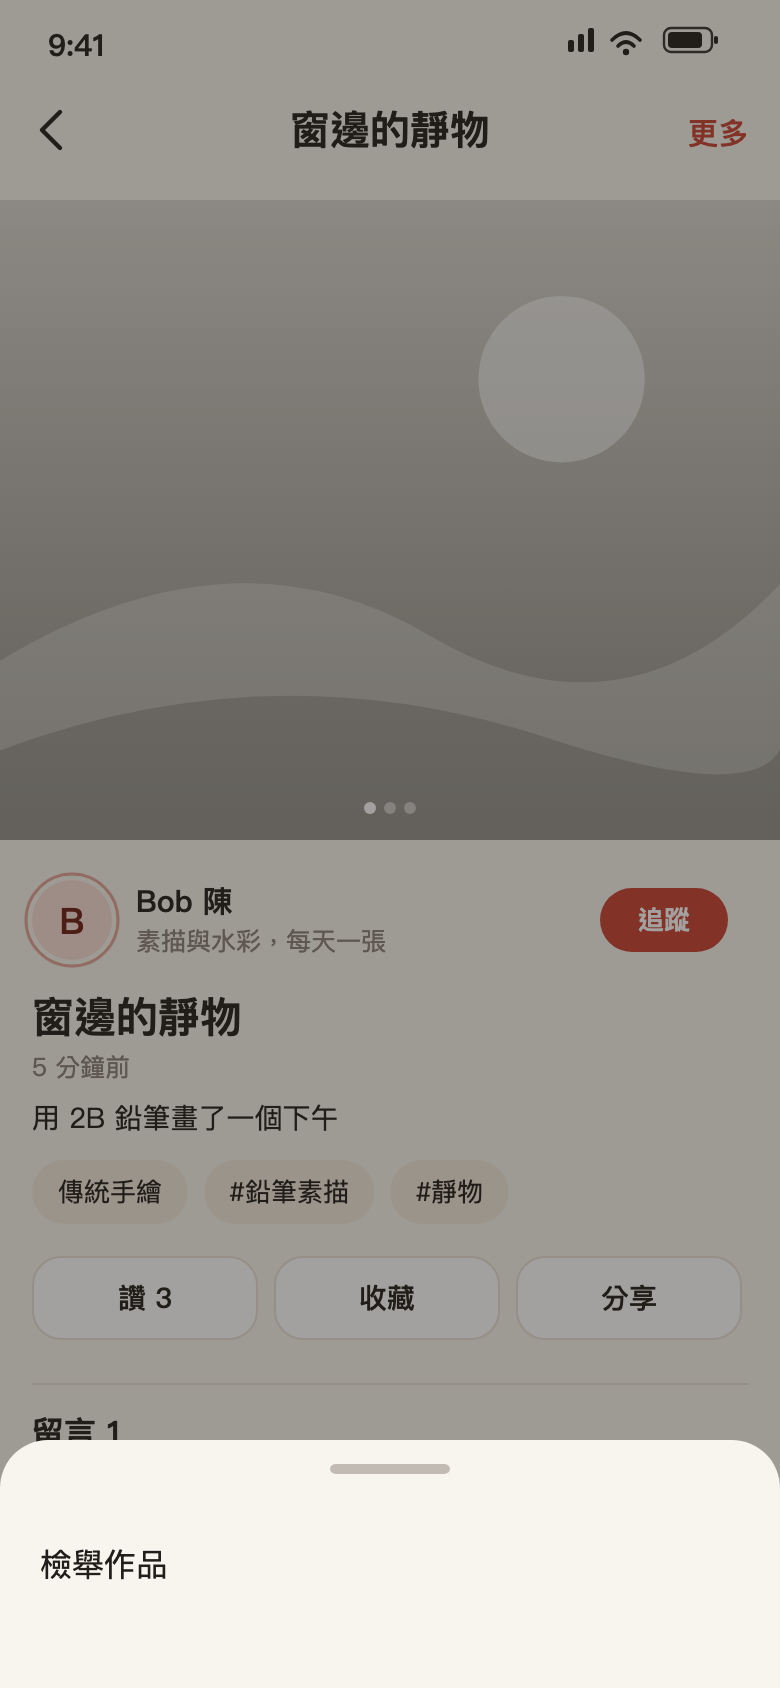 9:41
窗邊的靜物
更多
B
Bob 陳
素描與水彩，每天一張
追蹤
窗邊的靜物
5 分鐘前
用 2B 鉛筆畫了一個下午
傳統手繪
#鉛筆素描
#靜物
讚 3
收藏
分享
留言 1
檢舉作品